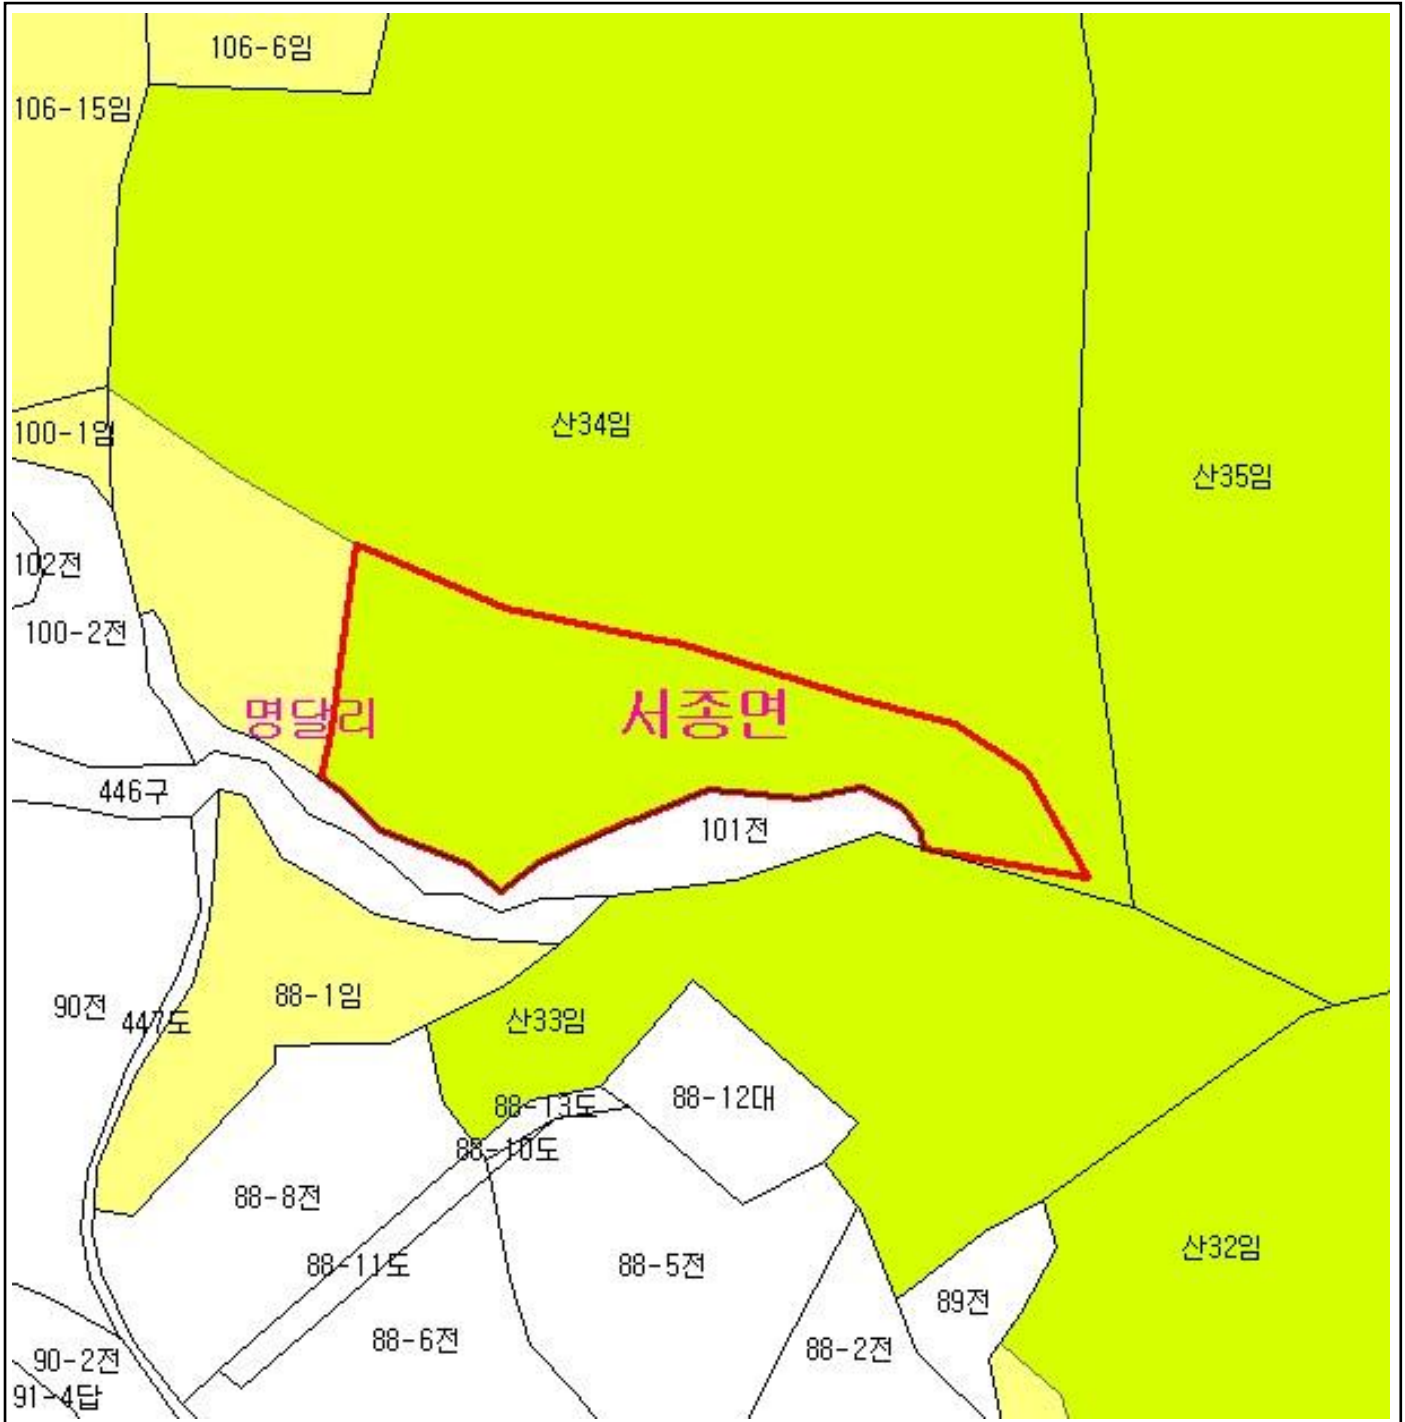 106-6임
106-15임
산34임
100-1임
산35임
102전
100-2전
명달리
서종면
446구
101전
88-1임
90전
447도
산33임
88-12대
88-13도
88-10도
88-8전
산32임
88-11도
88-5전
89전
88-6전
88-2전
90-2전
91-4답